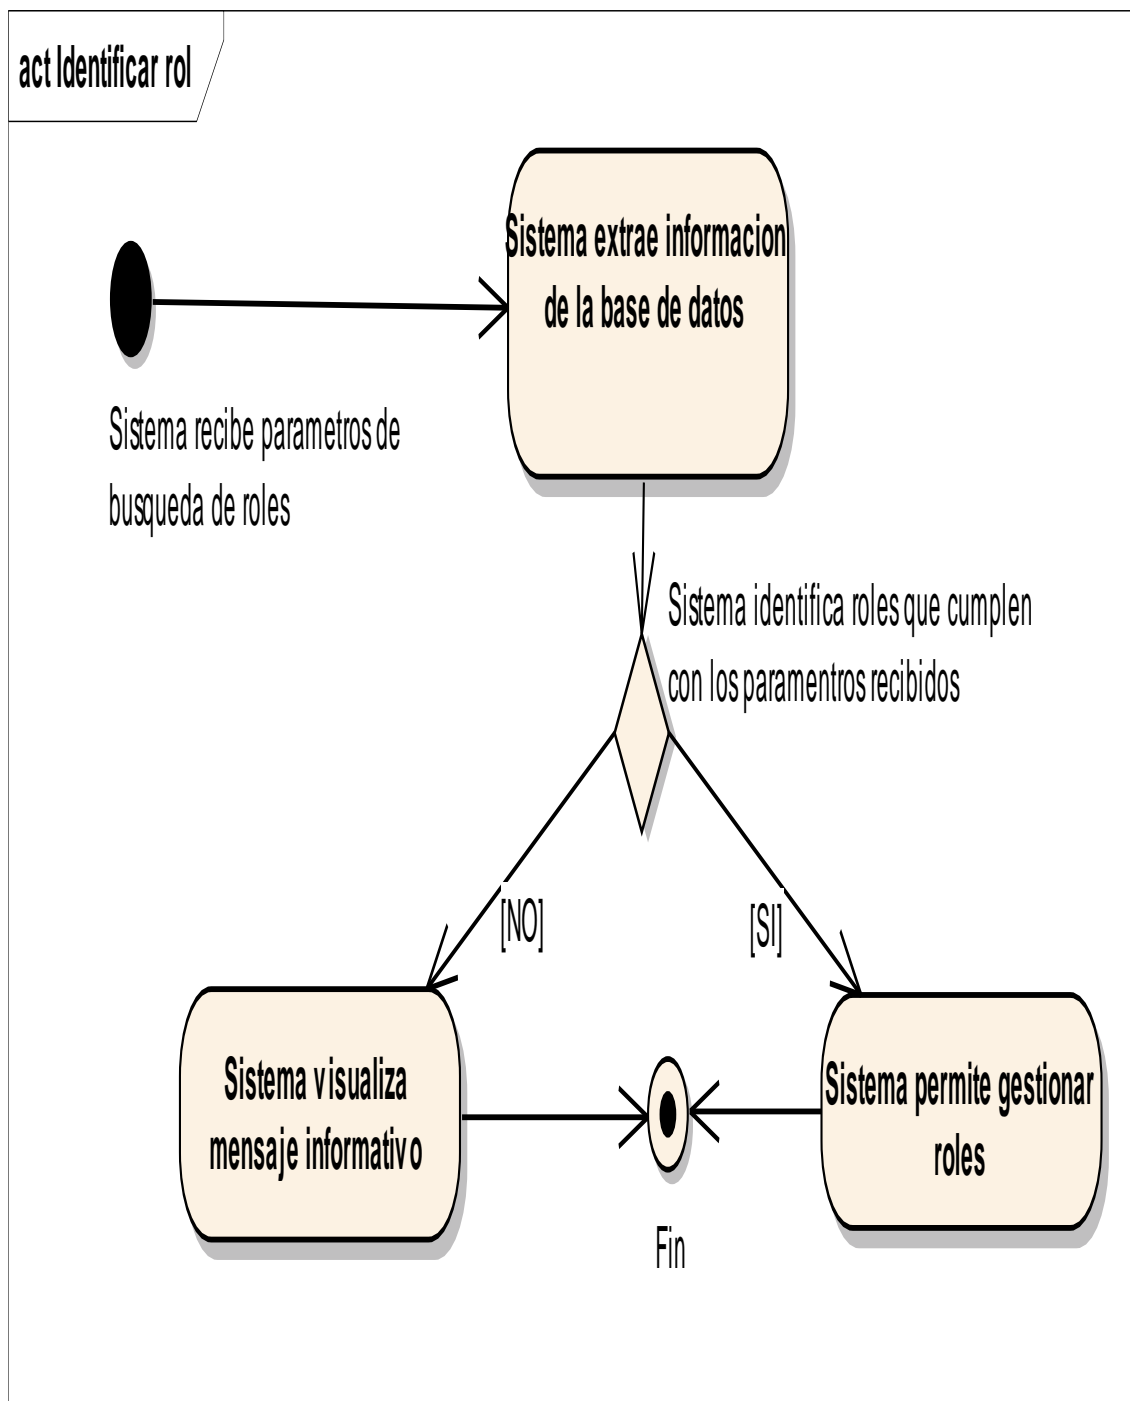 act Identificar rol
Sistema extrae informacion
de la base de datos
Sistema recibe parametros de
busqueda de roles
Sistema identifica roles que cumplen
con los paramentros recibidos
[NO]
[SI]
Sistema visualiza
mensaje informativo
Sistema permite gestionar
roles
Fin